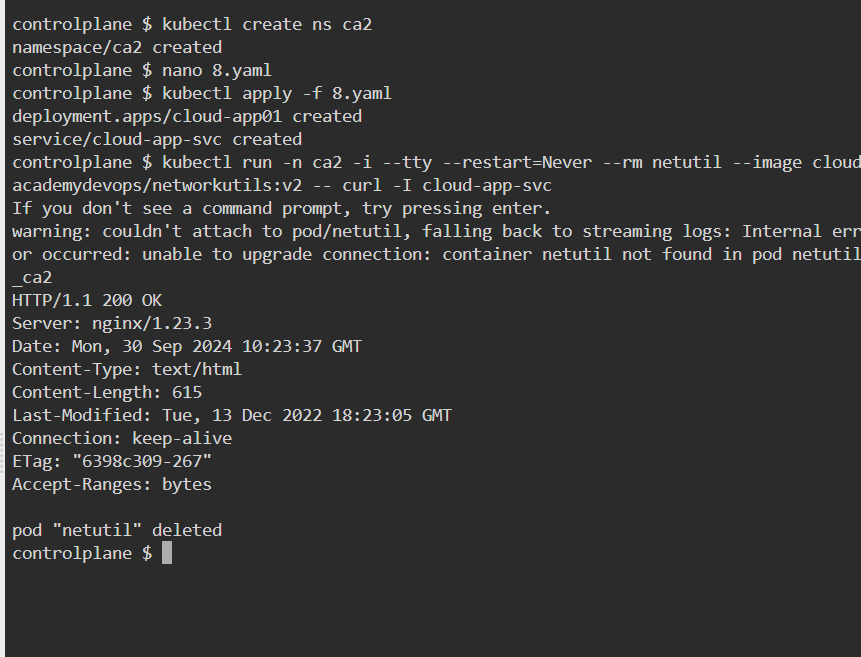 controlplane $ kubectl create ns ca2
namespace/ca2 created
controlplane $ nano 8.yaml
controlplane $ kubectl apply -f 8.yaml
deployment.apps/cloud-app01 created
service/cloud-app-svc created
controlplane $ kubectl run -n ca2 -i --tty --restart=Never --rm netutil --image cloud
academydevops/networkutils:v2 -- curl -I cloud-app-svc
If you don't see a command prompt, try pressing enter.
warning: couldn't attach to pod/netutil, falling back to streaming logs: Internal err
or occurred: unable to upgrade connection: container netutil not found in pod netutil
_ca2
HTTP/1.1 200 OK
Server: nginx/1.23.3
Date: Mon, 30 Sep 2024 10:23:37 GMT
Content-Type: text/html
Content-Length: 615
Last-Modified: Tue, 13 Dec 2022 18:23:05 GMT
Connection: keep-alive
ETag: "6398c309-267"
Accept-Ranges: bytes
pod "netutil" deleted
controlplane $